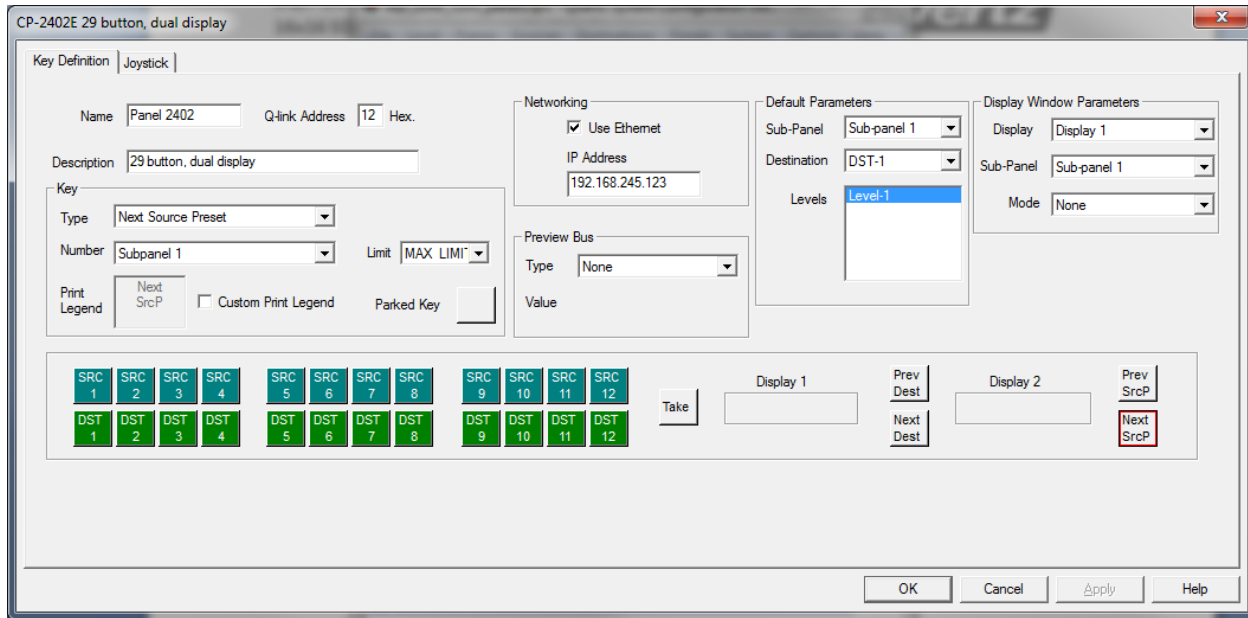 CP-2402E 29 button, dual display
Key Definition
Joystick
Name Panel 2402 Q-link Address 12 Hex.
Description 29 button, dual display
Key
Type Next Source Preset
Number Subpanel 1 Limit MAX LIMIT
Print Legend Next SrcP Custom Print Legend Parked Key
Networking
Use Ethernet
IP Address
192.168.245.123
Preview Bus
Type None
Value
Default Parameters
Sub-Panel Sub-panel 1
Destination DST-1
Levels Level-1
Display Window Parameters
Display Display 1
Sub-Panel Sub-panel 1
Mode None
SRC 1 SRC 2 SRC 3 SRC 4 SRC 5 SRC 6 SRC 7 SRC 8 SRC 9 SRC 10 SRC 11 SRC 12
DST 1 DST 2 DST 3 DST 4 DST 5 DST 6 DST 7 DST 8 DST 9 DST 10 DST 11 DST 12
Take
Display 1
Prev Dest
Next Dest
Display 2
Prev SrcP
Next SrcP
OK Cancel Apply Help